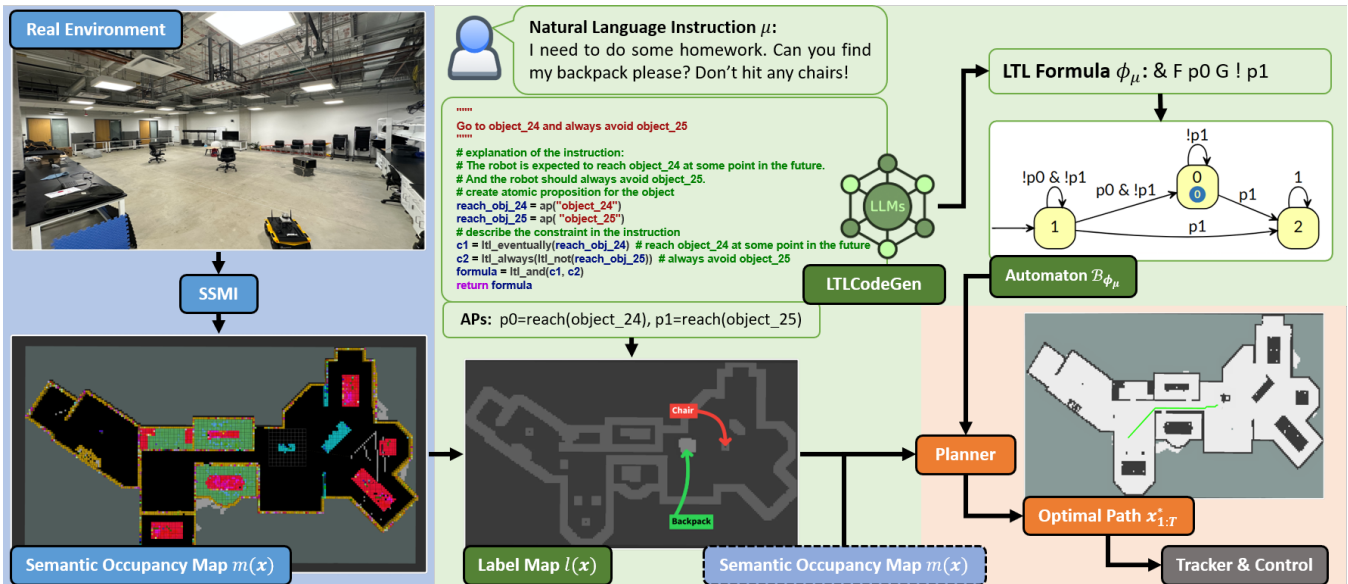 Real Environment
SSMI
Semantic Occupancy Map m(x)
Natural Language Instruction μ:
I need to do some homework. Can you find
my backpack please? Don't hit any chairs!
"""
Go to object_24 and always avoid object_25
"""
# explanation of the instruction:
# The robot is expected to reach object_24 at some point in the future.
# And the robot should always avoid object_25.
# create atomic proposition for the object
reach_obj_24 = ap("object_24")
reach_obj_25 = ap( "object_25")
# describe the constraint in the instruction
c1 = ltl_eventually(reach_obj_24) # reach object_24 at some point in the future
c2 = ltl_always(ltl_not(reach_obj_25)) # always avoid object_25
formula = ltl_and(c1, c2)
return formula
LLMs
LTLCodeGen
APs: p0=reach(object_24), p1=reach(object_25)
Chair
Backpack
Label Map l(x)
Semantic Occupancy Map m(x)
LTL Formula ϕμ: & F p0 G ! p1
!p1
!p0 & !p1
0
0
1
p0 & !p1
p1
1
p1
2
Automaton ℬϕμ
Planner
Optimal Path x*1:T
Tracker & Control